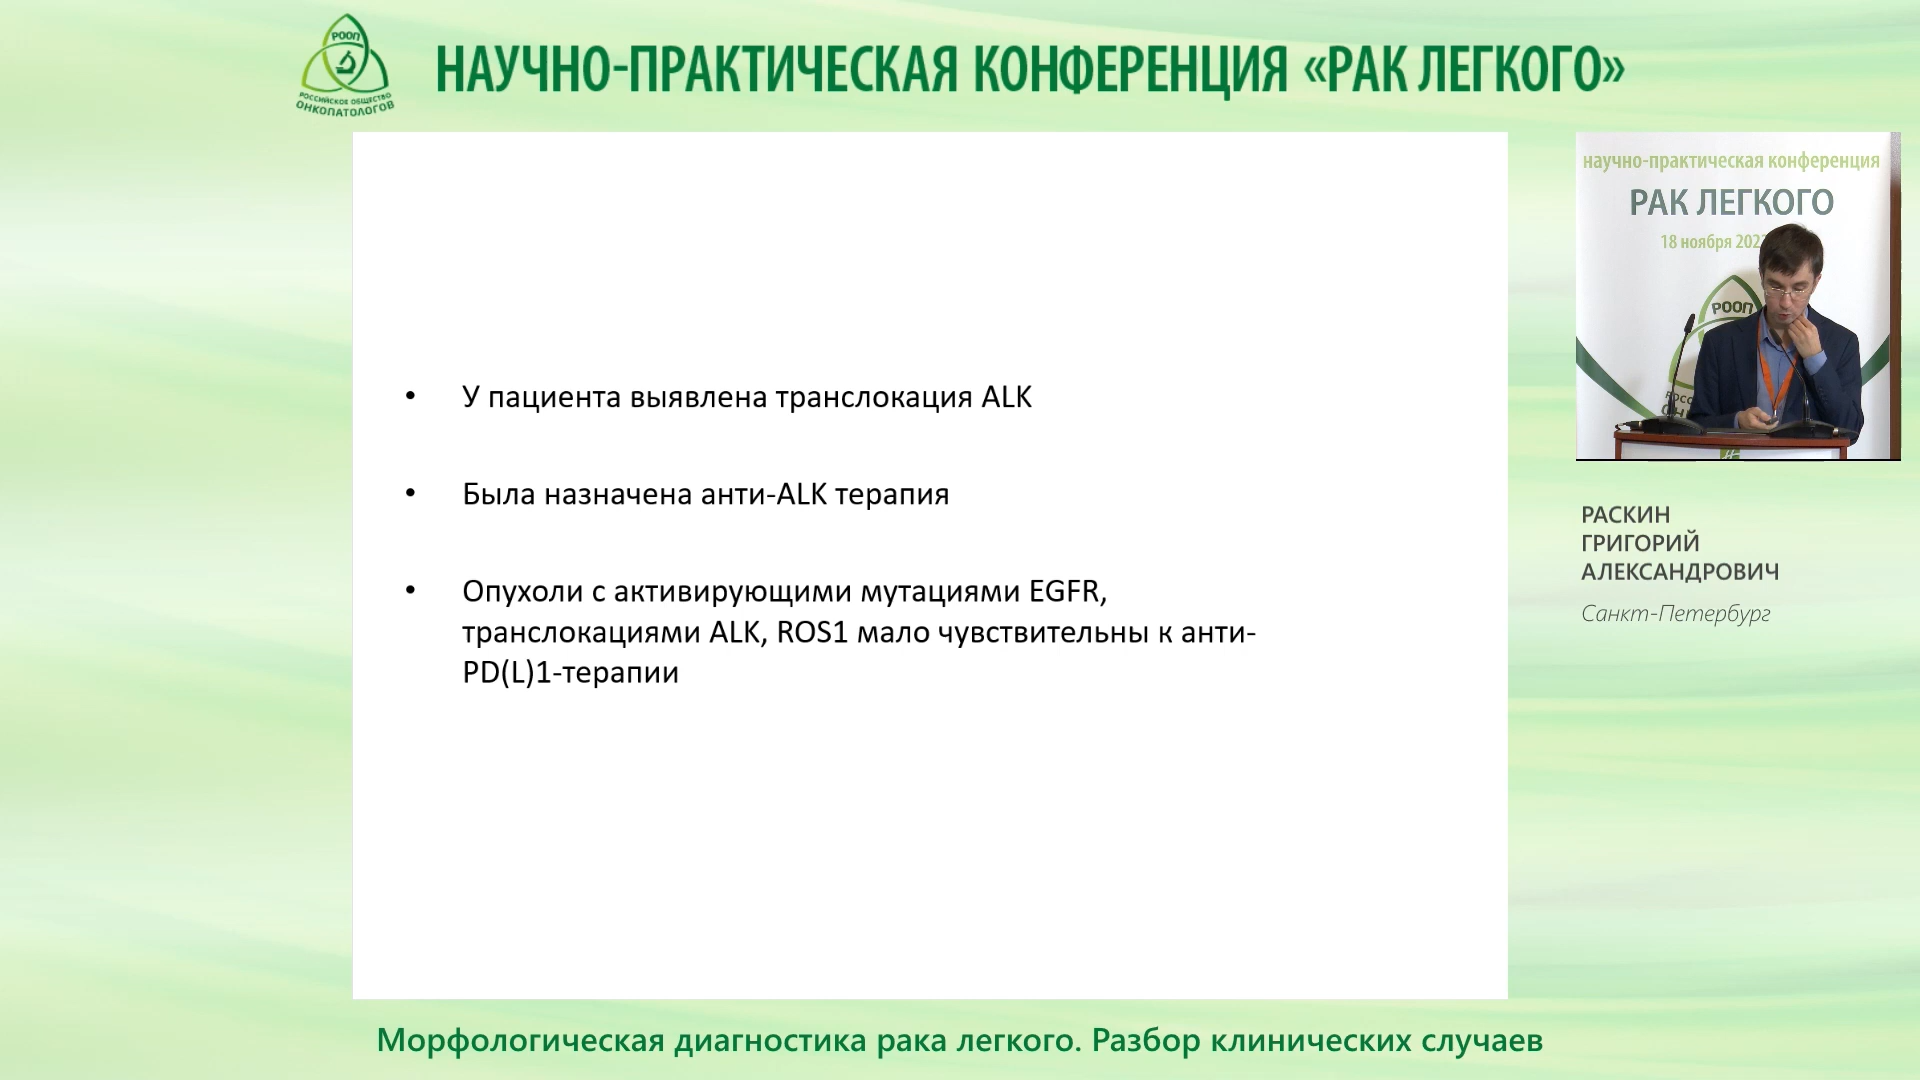 РООП
РОССИЙСКОЕ ОБЩЕСТВО
ОНКОПАТОЛОГОВ
НАУЧНО-ПРАКТИЧЕСКАЯ КОНФЕРЕНЦИЯ «РАК ЛЕГКОГО»
• У пациента выявлена транслокация ALK
• Была назначена анти-ALK терапия
• Опухоли с активирующими мутациями EGFR,
транслокациями ALK, ROS1 мало чувствительны к анти-
PD(L)1-терапии
научно-практическая конференция
РАК ЛЕГКОГО
18 ноября
РООП
РАСКИН
ГРИГОРИЙ
АЛЕКСАНДРОВИЧ
Санкт-Петербург
Морфологическая диагностика рака легкого. Разбор клинических случаев